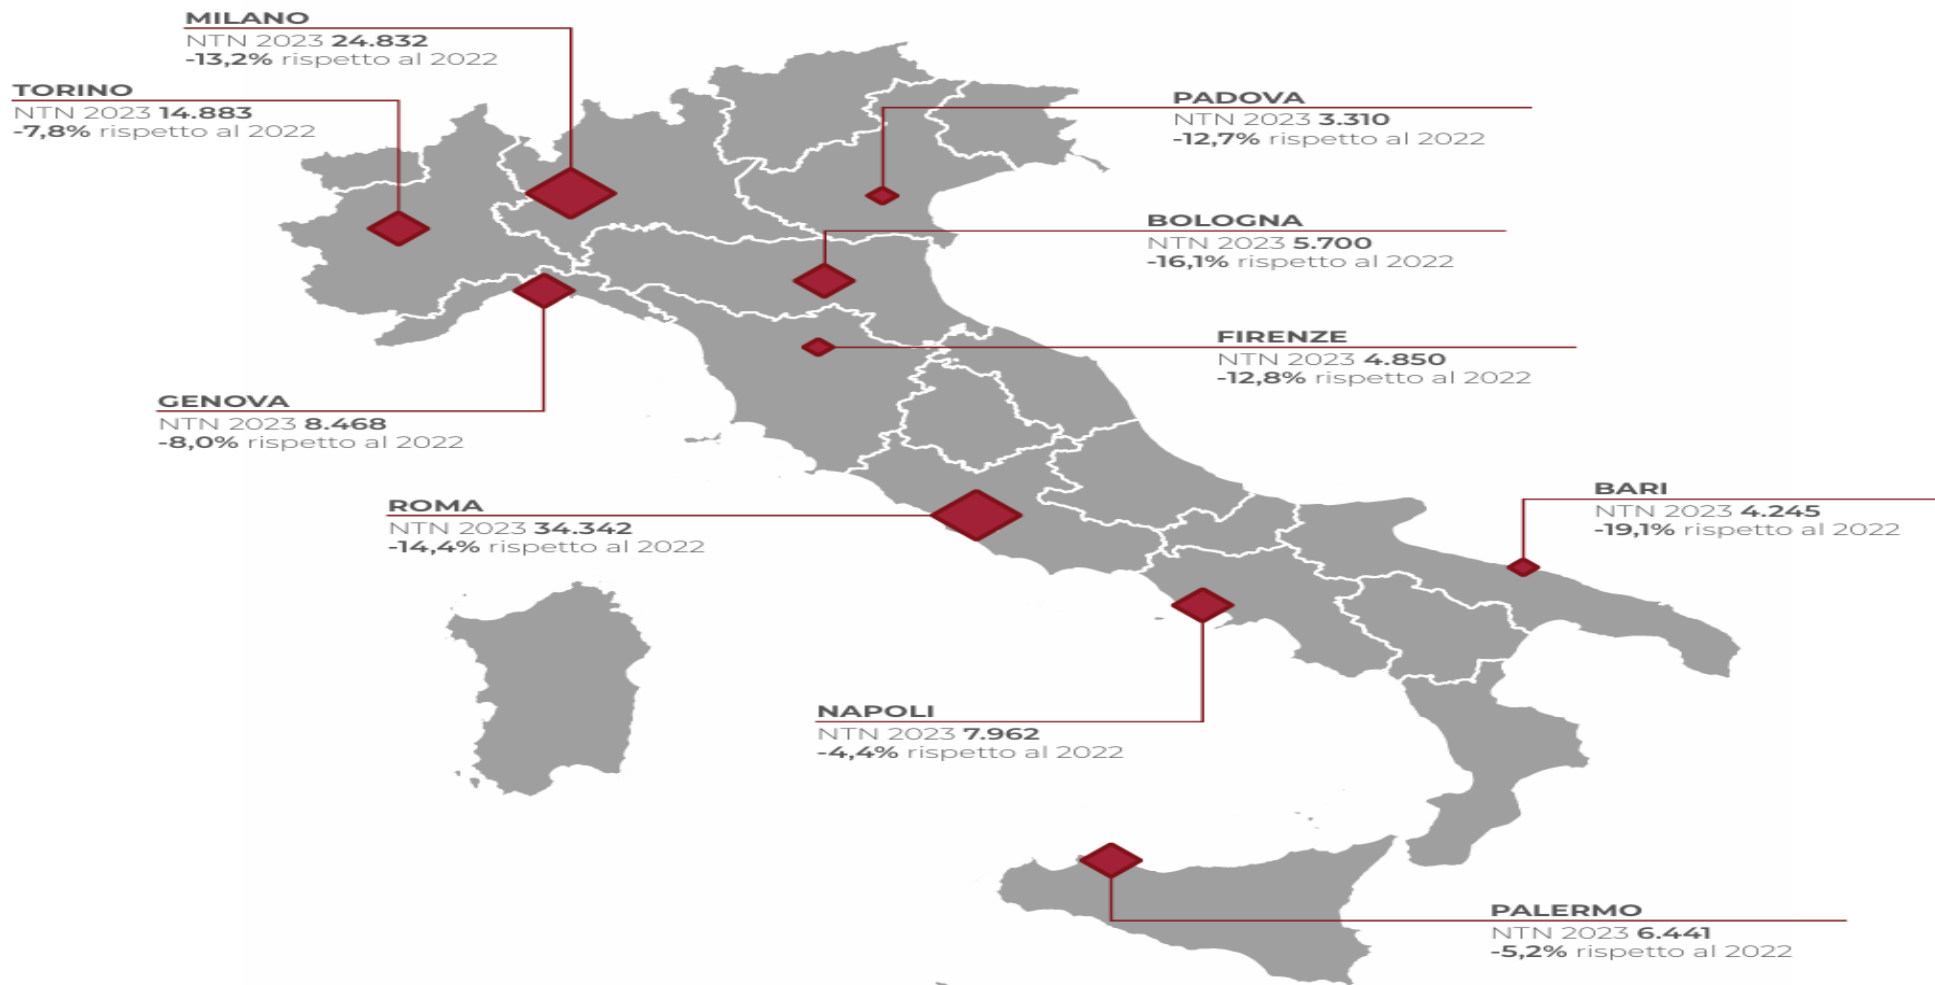 MILANO
NTN 2023 24.832
-13,2% rispetto al 2022
TORINO
NTN 2023 14.883
-7,8% rispetto al 2022
PADOVA
NTN 2023 3.310
-12,7% rispetto al 2022
BOLOGNA
NTN 2023 5.700
-16,1% rispetto al 2022
FIRENZE
NTN 2023 4.850
-12,8% rispetto al 2022
GENOVA
NTN 2023 8.468
-8,0% rispetto al 2022
ROMA
NTN 2023 34.342
-14,4% rispetto al 2022
BARI
NTN 2023 4.245
-19,1% rispetto al 2022
NAPOLI
NTN 2023 7.962
-4,4% rispetto al 2022
PALERMO
NTN 2023 6.441
-5,2% rispetto al 2022